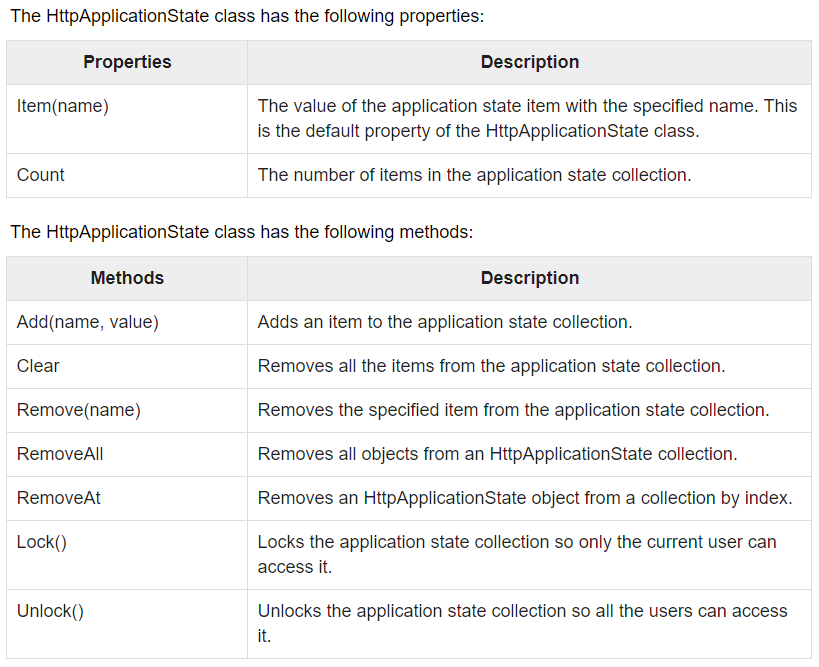 The HttpApplicationState class has the following properties:
Properties Description
Item(name) The value of the application state item with the specified name. This
is the default property of the HttpApplicationState class.
Count The number of items in the application state collection.
The HttpApplicationState class has the following methods:
Methods Description
Add(name, value) Adds an item to the application state collection.
Clear Removes all the items from the application state collection.
Remove(name) Removes the specified item from the application state collection.
RemoveAll Removes all objects from an HttpApplicationState collection.
RemoveAt Removes an HttpApplicationState object from a collection by index.
Lock() Locks the application state collection so only the current user can
access it.
Unlock() Unlocks the application state collection so all the users can access
it.